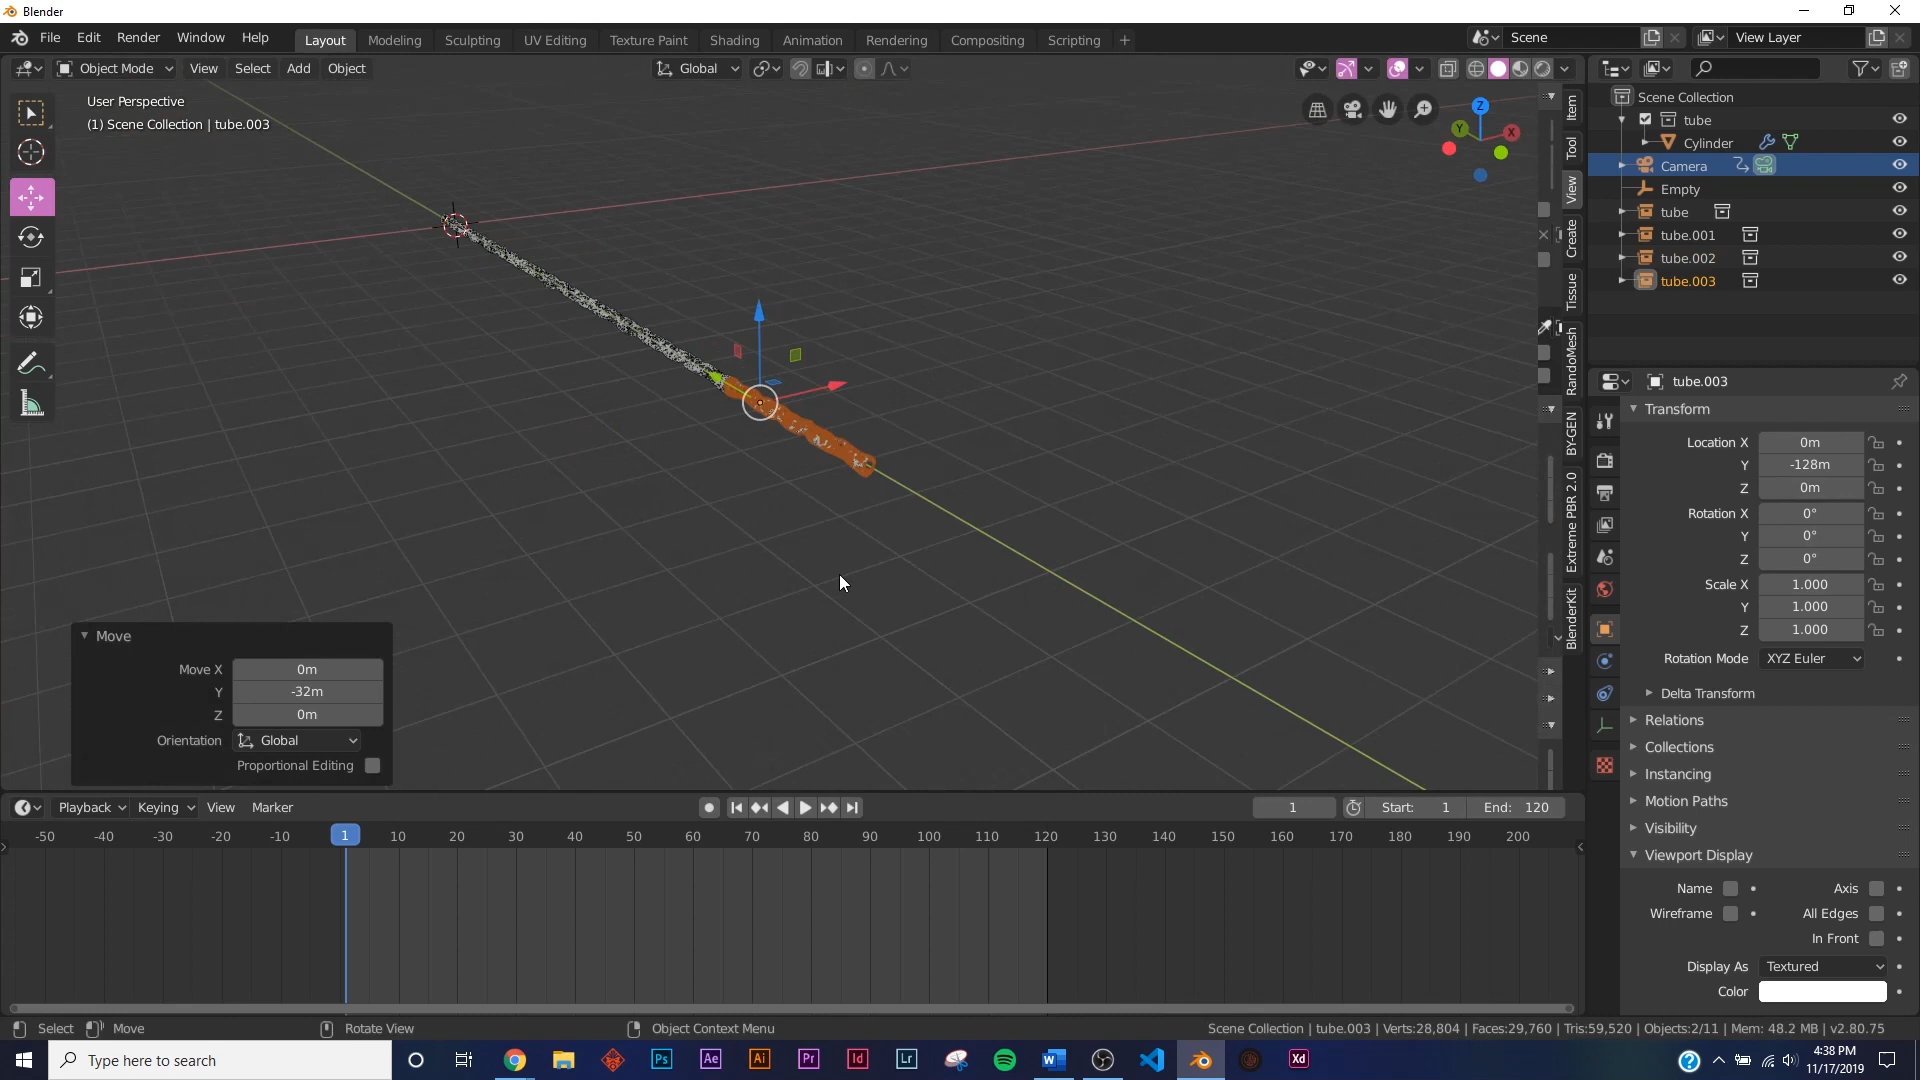 Blender
File Edit Render Window Help Layout Modeling Sculpting UV Editing Texture Paint Shading Animation Rendering Compositing Scripting + Scene View Layer
Object Mode View Select Add Object Global
User Perspective
(1) Scene Collection | tube.003
Z
Y
X
Item
Tool
View
Create
Tissue
RandoMesh
BY-GEN
Extreme PBR 2.0
BlenderKit
Scene Collection
tube
Cylinder
Camera
Empty
tube
tube.001
tube.002
tube.003
tube.003
Transform
Location X 0m
Y -128m
Z 0m
Rotation X 0°
Y 0°
Z 0°
Scale X 1.000
Y 1.000
Z 1.000
Rotation Mode XYZ Euler
Delta Transform
Relations
Collections
Instancing
Motion Paths
Visibility
Viewport Display
Name Axis
Wireframe All Edges
In Front
Display As Textured
Color
Move
Move X 0m
Y -32m
Z 0m
Orientation Global
Proportional Editing
Playback Keying View Marker 1 Start: 1 End: 120
-50 -40 -30 -20 -10 1 10 20 30 40 50 60 70 80 90 100 110 120 130 140 150 160 170 180 190 200
Select Move Rotate View Object Context Menu Scene Collection | tube.003 | Verts:28,804 | Faces:29,760 | Tris:59,520 | Objects:2/11 | Mem: 48.2 MB | v2.80.75
Type here to search Ps Ae Ai Pr Id Lr W Xd ? 4:38 PM
11/17/2019